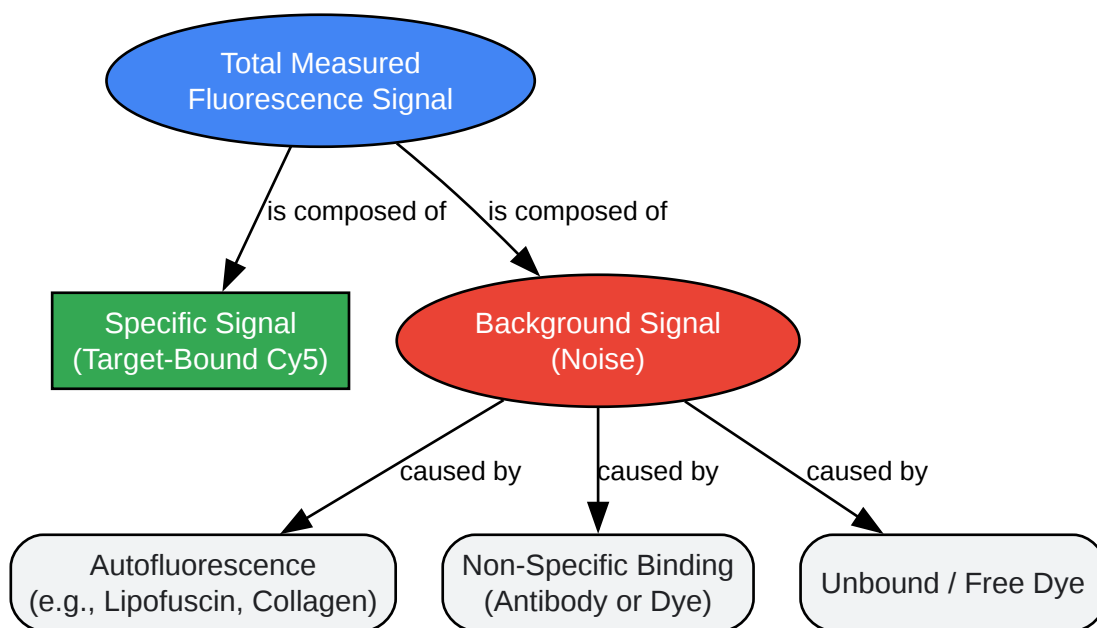 Total Measured
Fluorescence Signal
is composed of
is composed of
Specific Signal
(Target-Bound Cy5)
Background Signal
(Noise)
caused by
caused by
caused by
Autofluorescence
(e.g., Lipofuscin, Collagen)
Non-Specific Binding
(Antibody or Dye)
Unbound / Free Dye